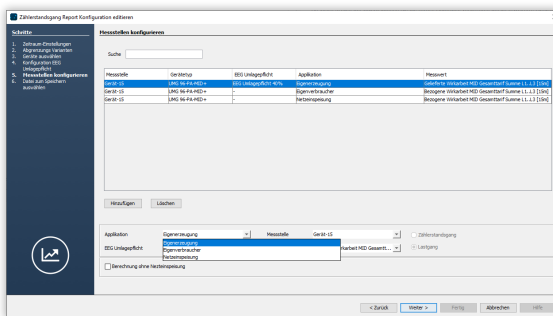 Zählerstandsgang Report Konfiguration editieren
Schritte
1. Zeitraum-Einstellungen
2. Abgrenzungs Varianten
3. Geräte auswählen
4. Konfiguration EEG
Umlagepflicht
5. Messstellen konfigurieren
6. Datei zum Speichern
auswählen
Messstellen konfigurieren
Suche
Messstelle Gerätetyp EEG Umlagepflicht Applikation Messwert
Gerät-15 UMG 96-PA-MID+ EEG Umlagepflicht 40% Eigenerzeugung Gelieferte Wirkarbeit MID Gesamttarif Summe L1..L3 [15m]
Gerät-15 UMG 96-PA-MID+ - Eigenverbraucher Bezogene Wirkarbeit MID Gesamttarif Summe L1..L3 [15m]
Gerät-15 UMG 96-PA-MID+ - Netzeinspeisung Bezogene Wirkarbeit MID Gesamttarif Summe L1..L3 [15m]
Hinzufügen Löschen
Applikation Eigenerzeugung Messstelle Gerät-15 Zählerstandsgang
Eigenerzeugung
EEG Umlagepflicht Eigenverbraucher rkarbeit MID Gesamtt... Lastgang
Netzeinspeisung
Berechnung ohne Netzeinspeisung
< Zurück Weiter > Fertig Abbrechen Hilfe